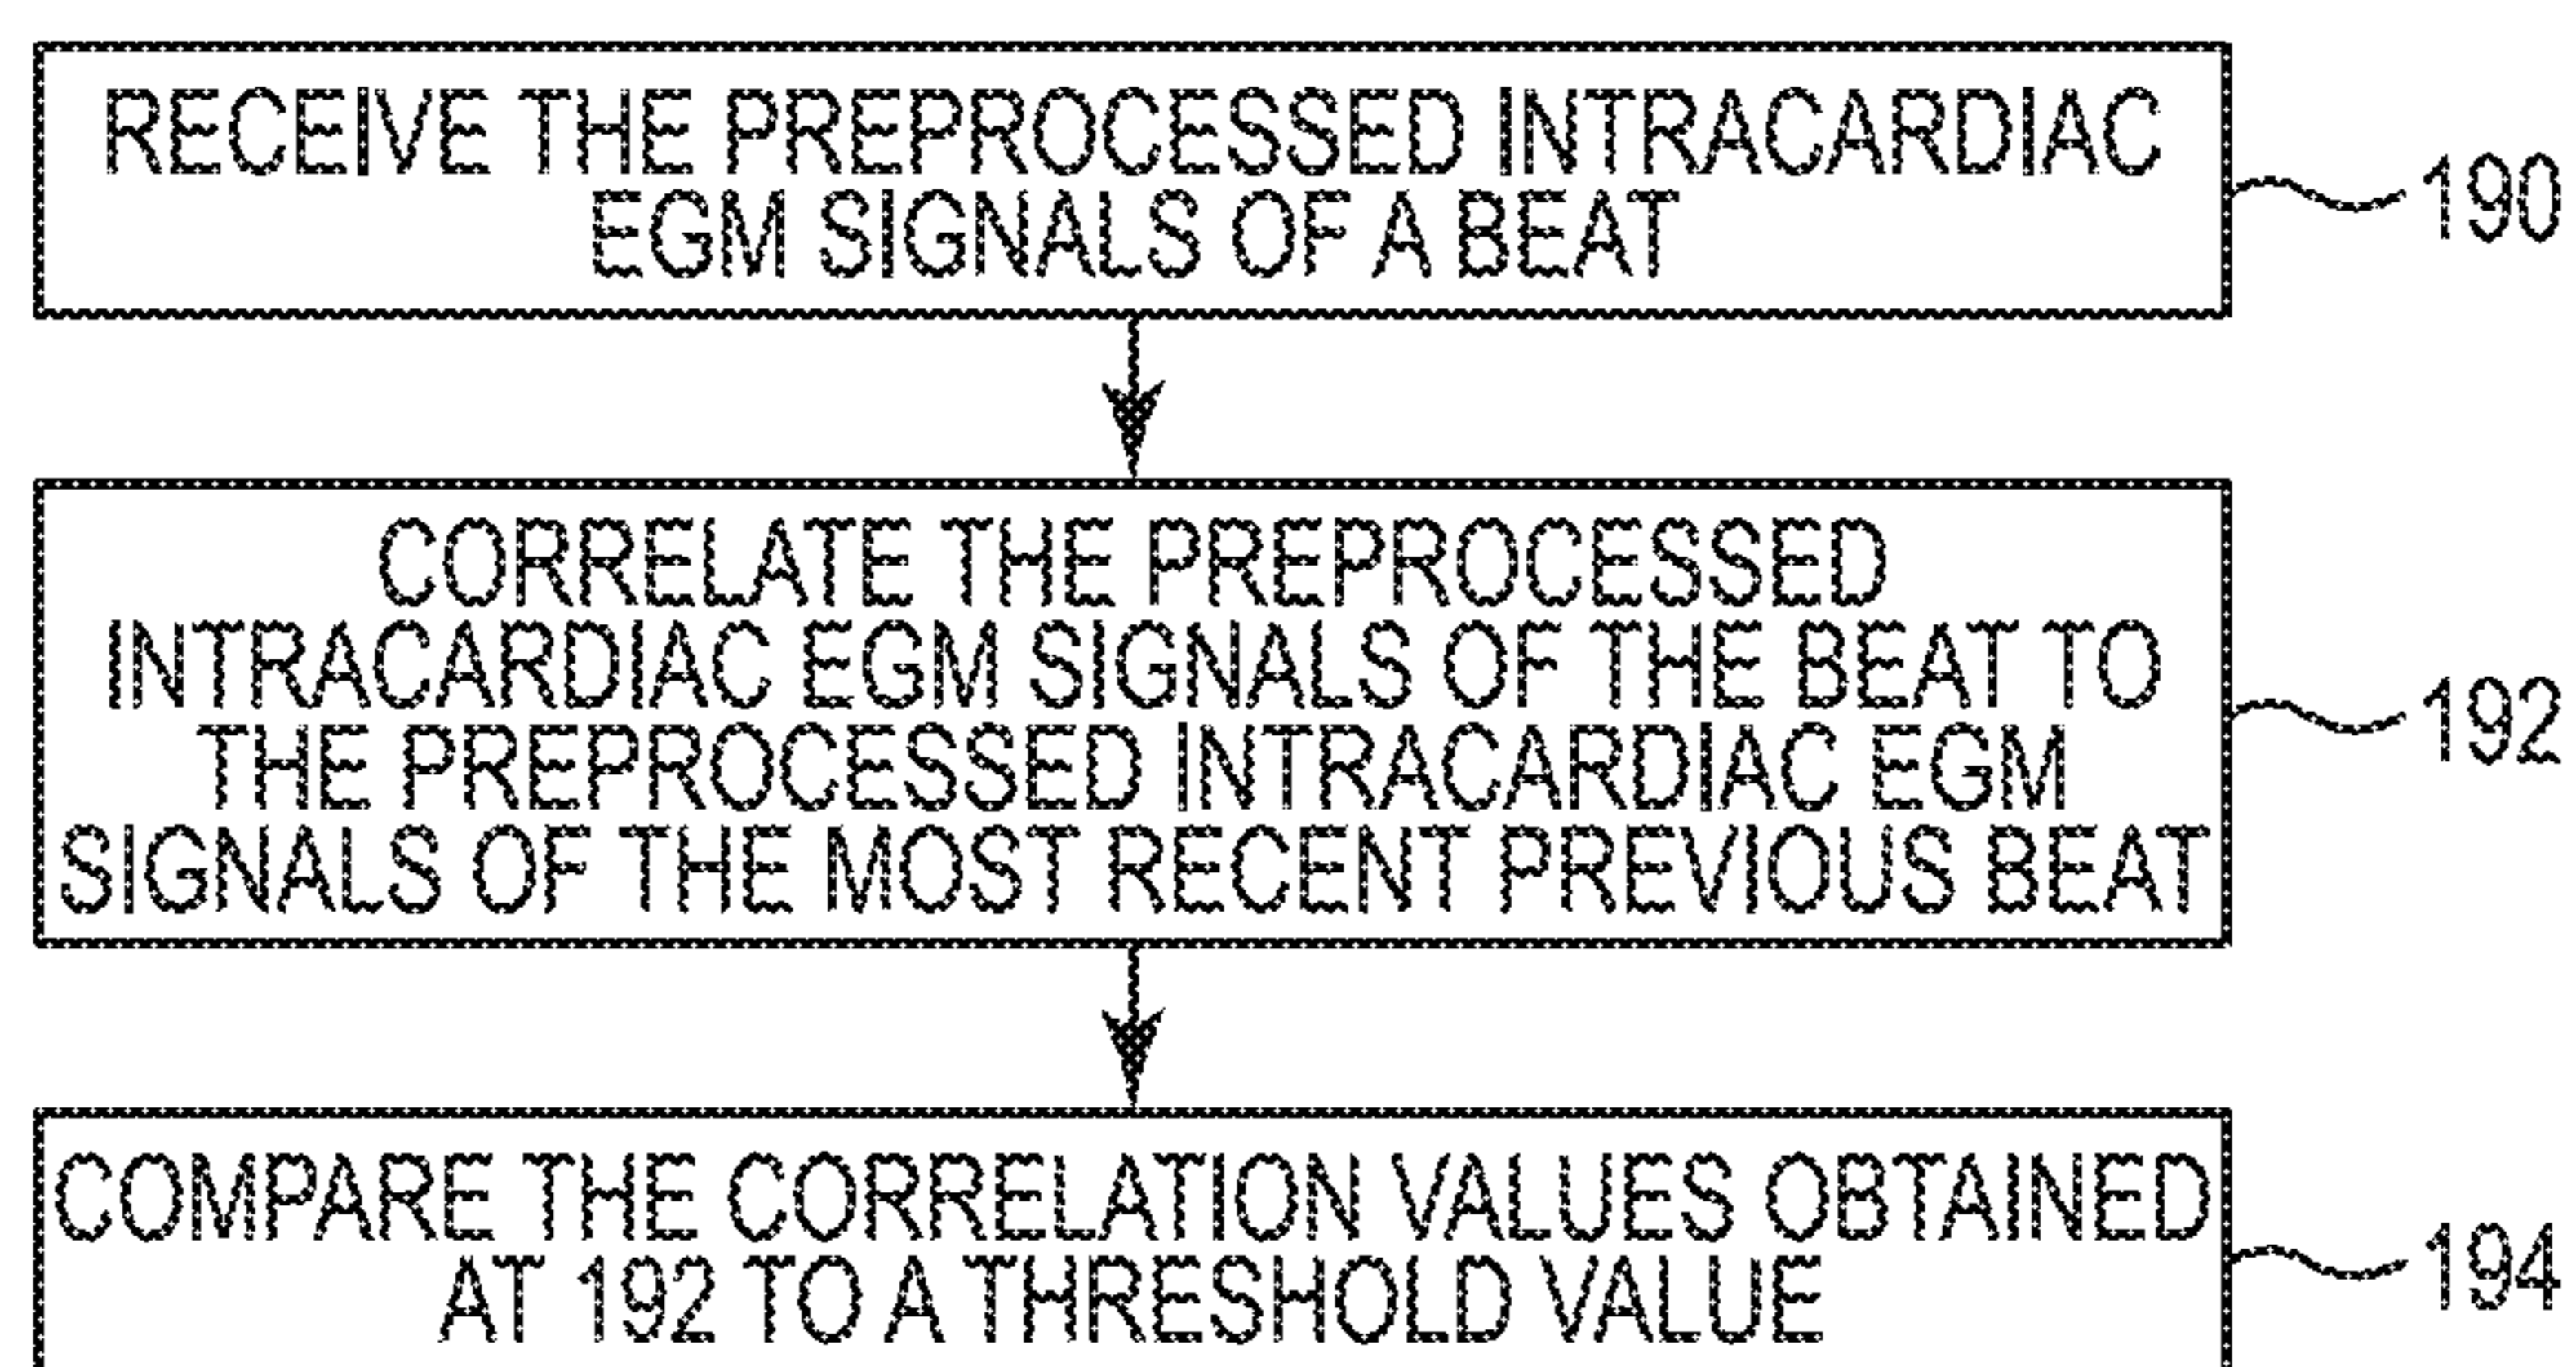 RECEIVE THE PREPROCESSED INTRACARDIAC
EGM SIGNALS OF A BEAT
190
CORRELATE THE PREPROCESSED
INTRACARDIAC EGM SIGNALS OF THE BEAT TO
THE PREPROCESSED INTRACARDIAC EGM
SIGNALS OF THE MOST RECENT PREVIOUS BEAT
192
COMPARE THE CORRELATION VALUES OBTAINED
AT 192 TO A THRESHOLD VALUE
194